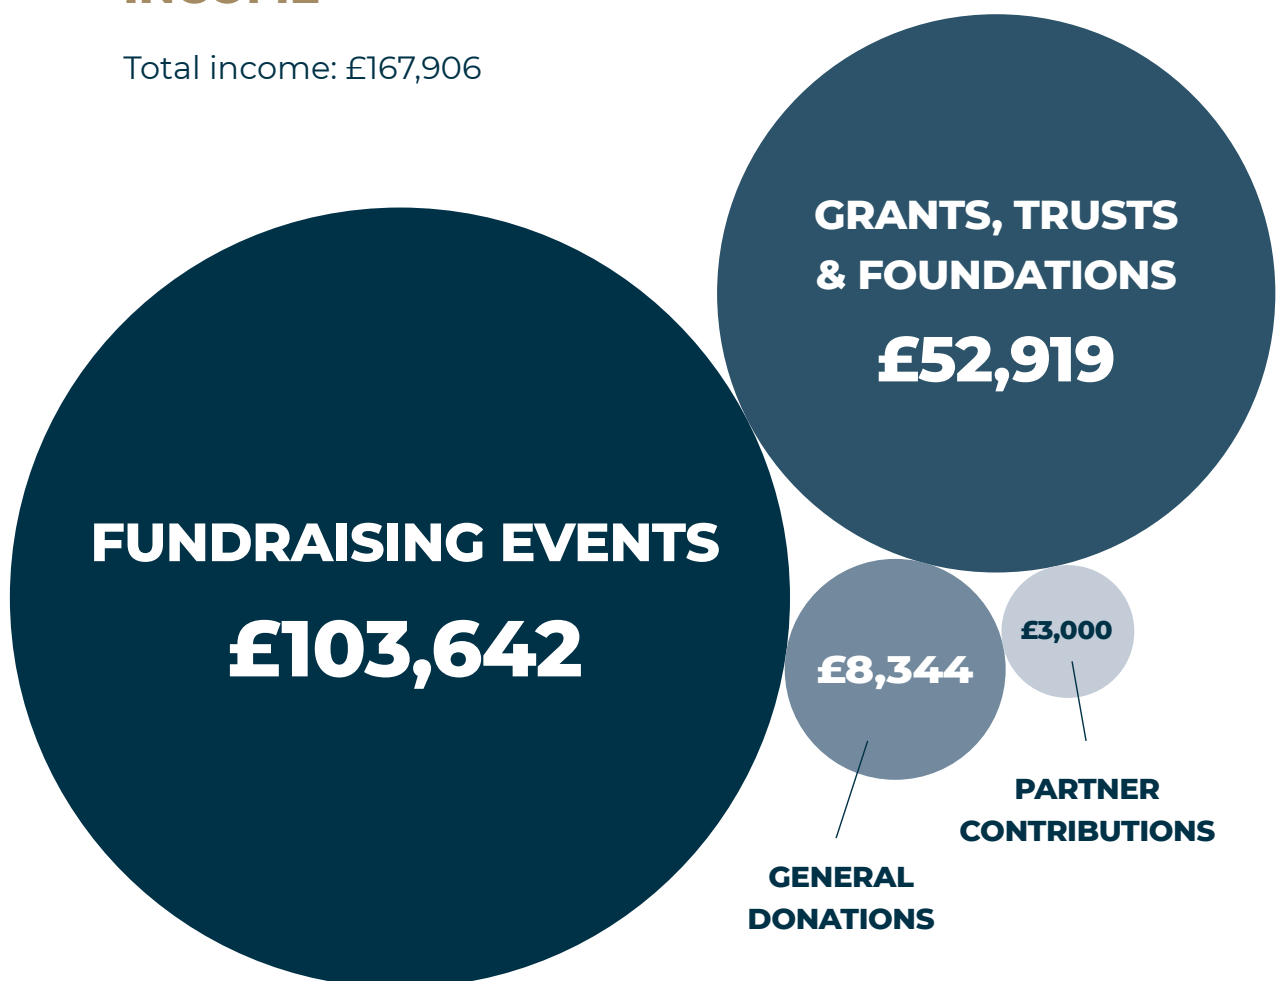 INCOME
Total income: £167,906
GRANTS, TRUSTS
& FOUNDATIONS
£52,919
FUNDRAISING EVENTS
£103,642
£8,344
£3,000
PARTNER
CONTRIBUTIONS
GENERAL
DONATIONS